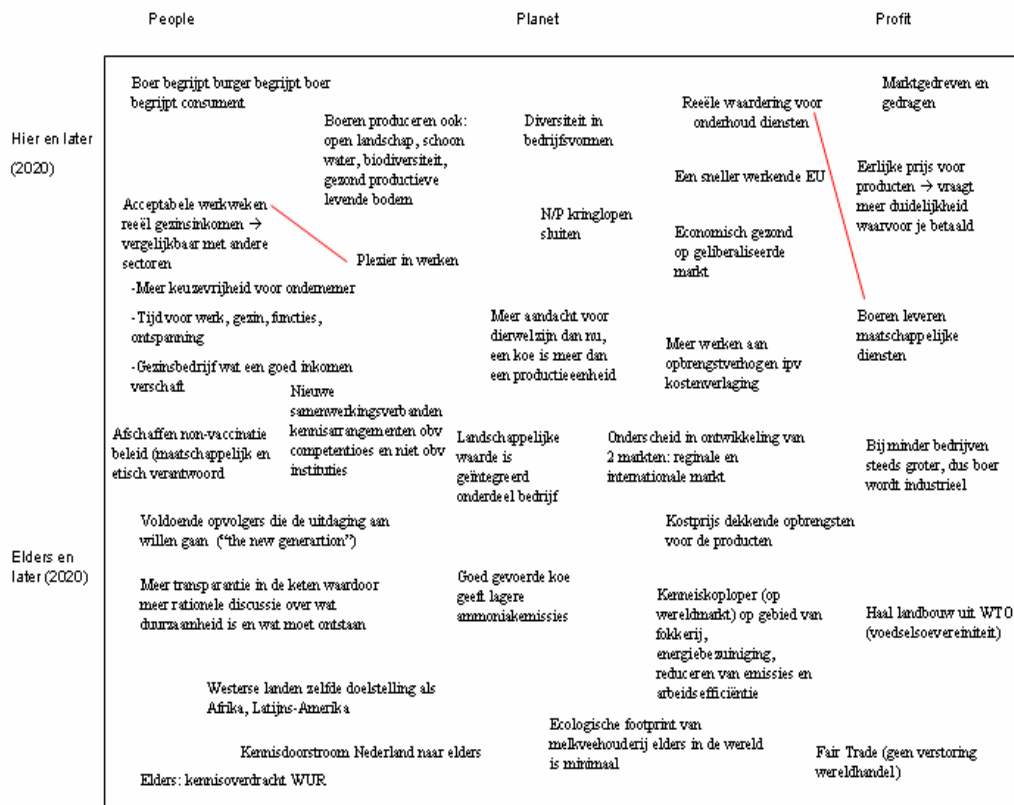 People
Planet
Profit
Hier en later
(2020)
Boer begrijpt burger begrijpt boer
begrijpt consument
Boeren produceren ook:
open landschap, schoon
water, biodiversiteit,
gezond productieve
levende bodem
Diversiteit in
bedrijfsvormen
Reeële waardering voor
onderhoud diensten
Marktgedreven en
gedragen
Een sneller werkende EU
Eerlijke prijs voor
producten → vraagt
meer duidelijkheid
waarvoor je betaald
Acceptabele werkweken
reeël gezinsinkomen →
vergelijkbaar met andere
sectoren
Plezier in werken
N/P kringlopen
sluiten
Economisch gezond
op geliberaliseerde
markt
-Meer keuzevrijheid voor ondernemer
-Tijd voor werk, gezin, functies,
ontspanning
-Gezinsbedrijf wat een goed inkomen
verschaft
Meer aandacht voor
dierwelzijn dan nu,
een koe is meer dan
een productieeenheid
Meer werken aan
opbrengstverhogen ipv
kostenverlaging
Boeren leveren
maatschappelijke
diensten
Nieuwe
samenwerkingsverbanden
kennisarrangementen obv
competentioes en niet obv
instituties
Afschaffen non-vaccinatie
beleid (maatschappelijk en
etisch verantwoord
Landschappelijke
waarde is
geïntegreerd
onderdeel bedrijf
Onderscheid in ontwikkeling van
2 markten: reginale en
internationale markt
Bij minder bedrijven
steeds groter, dus boer
wordt industrieel
Elders en
later (2020)
Voldoende opvolgers die de uitdaging aan
willen gaan ("the new generartion")
Kostprijs dekkende opbrengsten
voor de producten
Meer transparantie in de keten waardoor
meer rationele discussie over wat
duurzaamheid is en wat moet ontstaan
Goed gevoerde koe
geeft lagere
ammoniakemissies
Kenneiskoploper (op
wereldmarkt) op gebied van
fokkerij,
energiebezuiniging,
reduceren van emissies en
arbeidsefficiëntie
Haal landbouw uit WTO
(voedselsoevereiniteit)
Westerse landen zelfde doelstelling als
Afrika, Latijns-Amerika
Kennisdoorstroom Nederland naar elders
Ecologische footprint van
melkveehouderij elders in de wereld
is minimaal
Fair Trade (geen verstoring
wereldhandel)
Elders: kennisoverdracht WUR